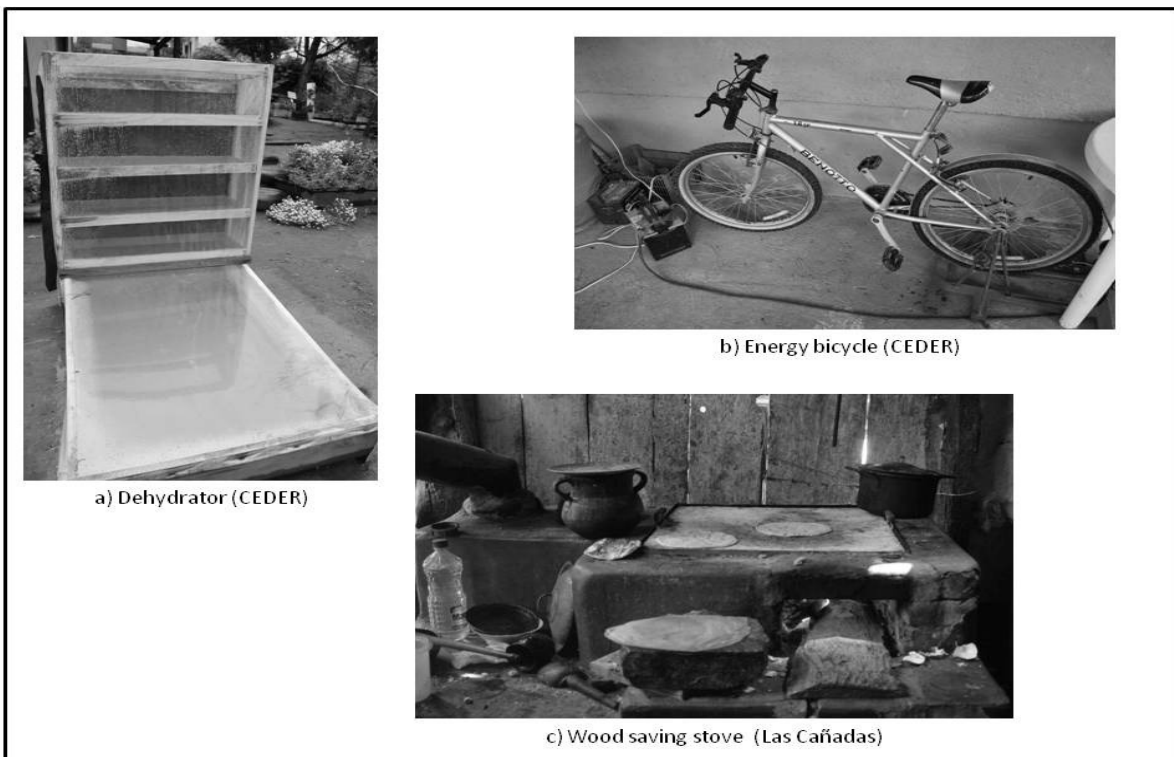 a) Dehydrator (CEDER)
BENOTTO
b) Energy bicycle (CEDER)
c) Wood saving stove (Las Cañadas)